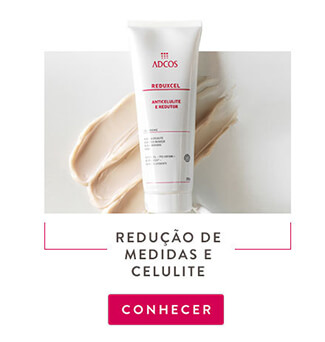 ADCOS
REDUXCEL
ANTICELULITE
E REDUTOR
REDUÇÃO DE
MEDIDAS E
CELULITE
CONHECER